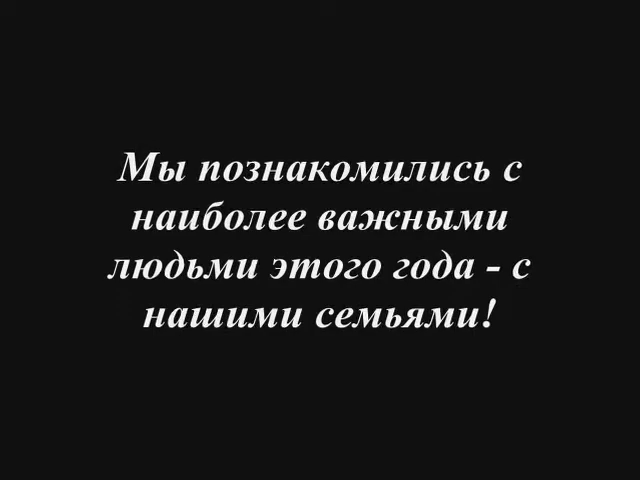 Мы познакомились с
наиболее важными
людьми этого года - с
нашими семьями!